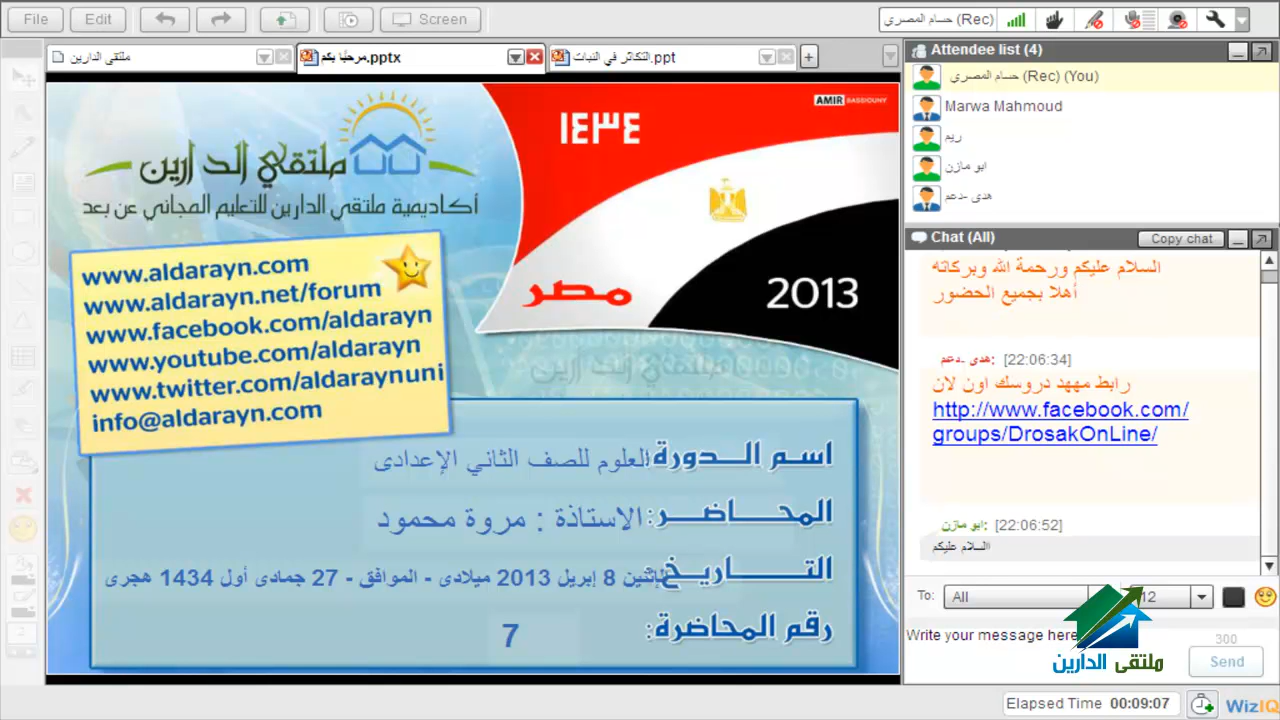 File
Edit
Screen
حسام المصري (Rec)
ملتقى الدارين
مرحبًا بكم.pptx
التكاثر في النبات.ppt
ملتقي الدارين
أكاديمية ملتقي الدارين للتعليم المجاني عن بعد
www.aldarayn.com
www.aldarayn.net/forum
www.facebook.com/aldarayn
www.youtube.com/aldarayn
www.twitter.com/aldaraynuni
info@aldarayn.com
AMIR BASSIOUNY
١٤٣٤
مصر
2013
اسم الدورة: العلوم للصف الثاني الإعدادى
المحاضر: الاستاذة : مروة محمود
التاريخ: الإثنين 8 إبريل 2013 ميلادى - الموافق - 27 جمادى أول 1434 هجرى
رقم المحاضرة: 7
Attendee list (4)
حسام المصري (Rec) (You)
Marwa Mahmoud
ريم
ابو مازن
هدى -دعم
Chat (All)
Copy chat
السلام عليكم ورحمة الله وبركاته
أهلا بجميع الحضور
هدى -دعم: [22:06:34]
رابط مههد دروسك اون لان
http://www.facebook.com/
groups/DrosakOnLine/
ابو مازن: [22:06:52]
السلام عليكم
To: All
12
Write your message here
300
Send
ملتقى الدارين
Elapsed Time 00:09:07
WizIQ